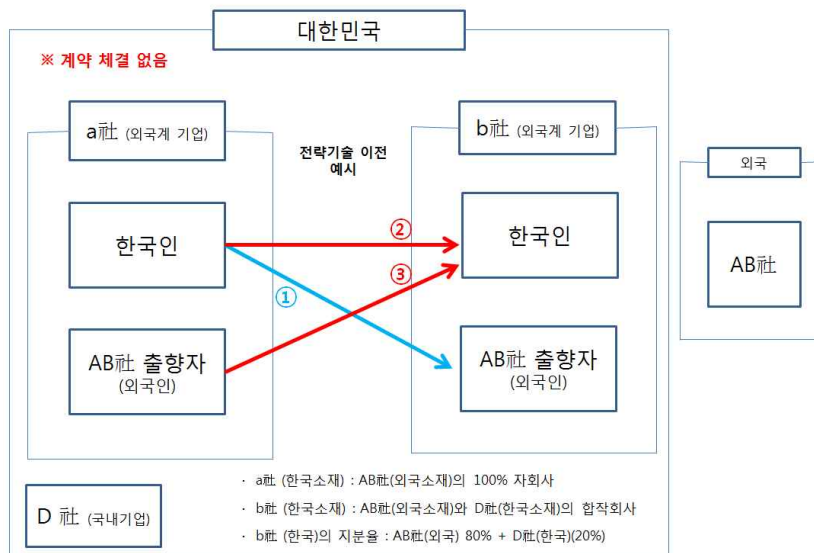 대한민국
※ 계약 체결 없음
a社 (외국계 기업)
b社 (외국계 기업)
전략기술 이전
예시
외국
한국인
②
한국인
③
①
AB社
AB社 출향자
(외국인)
AB社 출향자
(외국인)
· a社 (한국소재) : AB社(외국소재)의 100% 자회사
· b社 (한국소재) : AB社(외국소재)와 D社(한국소재)의 합작회사
· b社 (한국)의 지분율 : AB社(외국) 80% + D社(한국)(20%)
D 社 (국내기업)